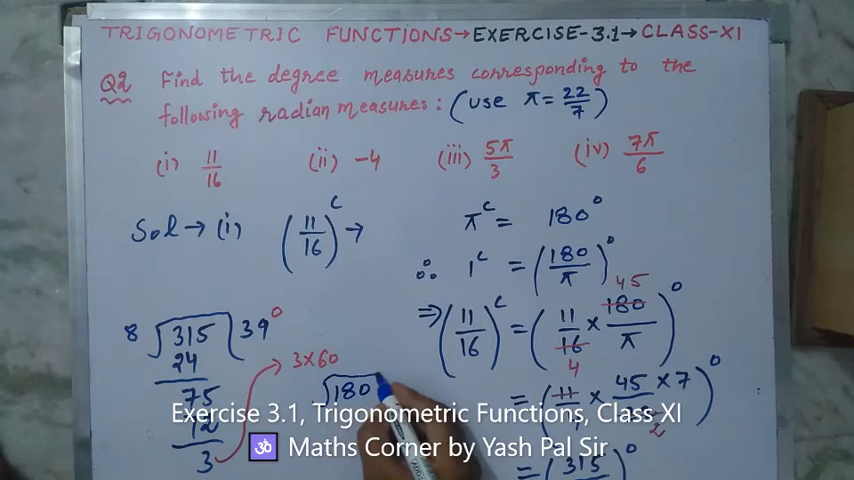 TRIGONOMETRIC FUNCTIONS→EXERCISE-3.1→CLASS-XI
Q2 Find the degree measures corresponding to the
following radian measures: (use π = 22/7)
(i) 11/16 (ii) -4 (iii) 5π/3 (iv) 7π/6
Sol → (i) (11/16)^c →
π^c = 180°
∴ 1^c = (180/π)°
⇒ (11/16)^c = (11/16 × 180/π)°
45
4
= (11 × 45 × 7)°
2
= (315)°
8 ) 315 ( 39°
24
75
72
3
3×60
180
Exercise 3.1, Trigonometric Functions, Class XI
🕉 Maths Corner by Yash Pal Sir